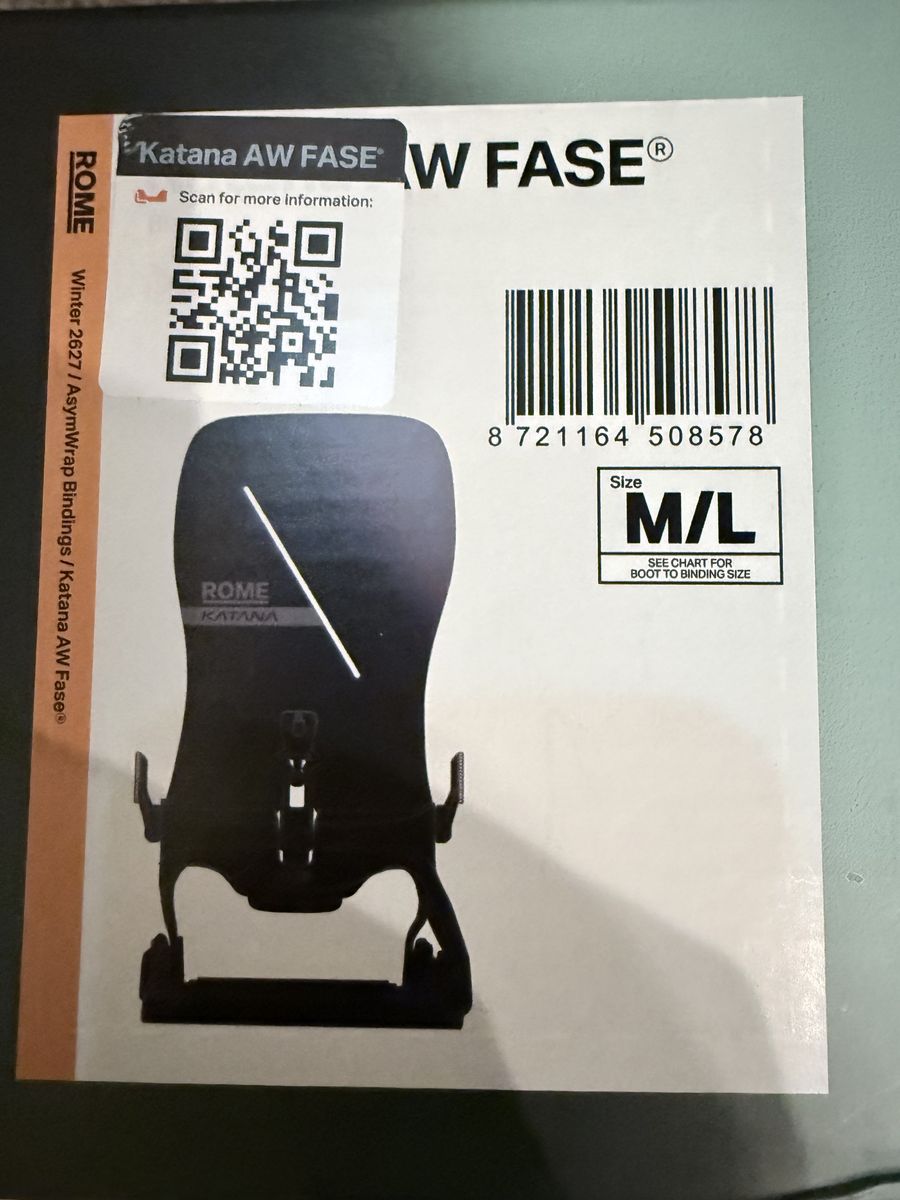 Katana AW FASE®
AW FASE®
Scan for more information:
ROME
Winter 2627 / AsymWrap Bindings / Katana AW Fase®
8 721164 508578
Size
M/L
SEE CHART FOR
BOOT TO BINDING SIZE
ROME
KATANA